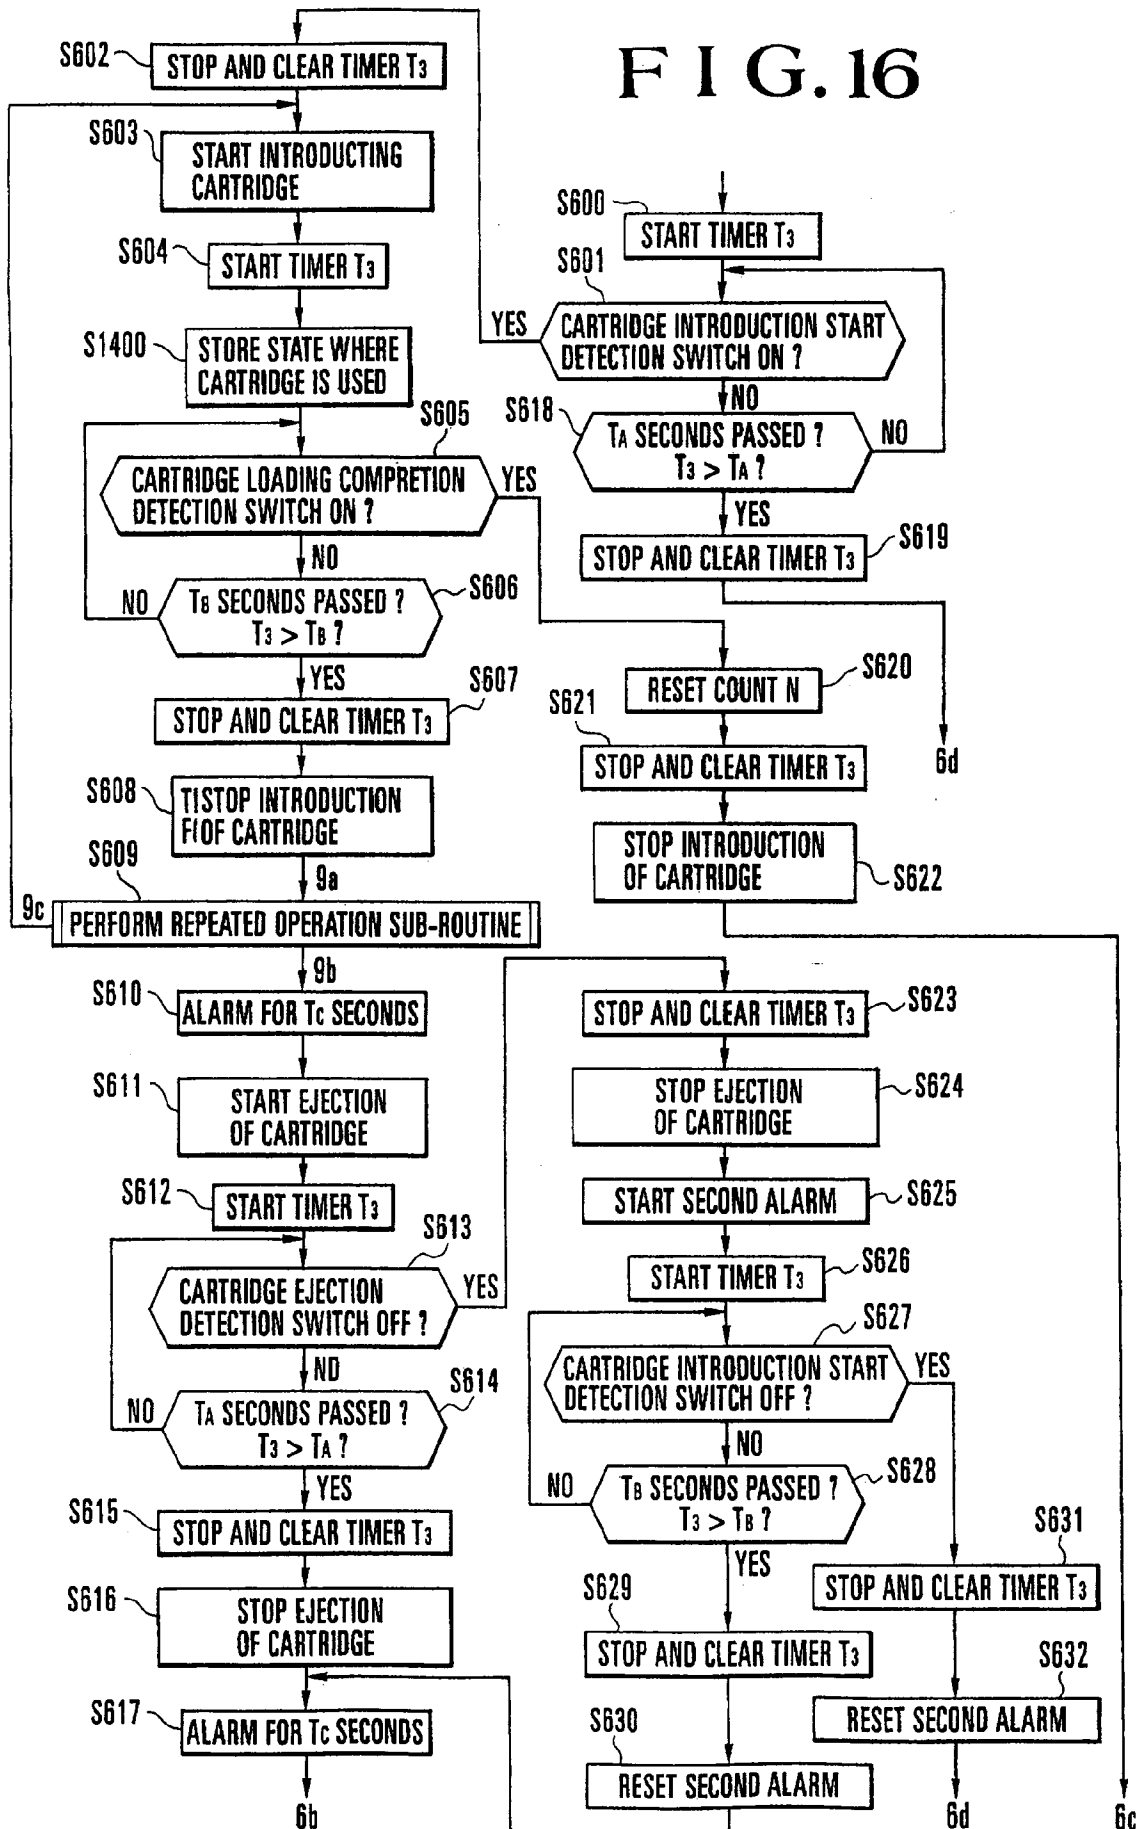 FIG. 16
S602
STOP AND CLEAR TIMER T3
S603
START INTRODUCTING
CARTRIDGE
S604
START TIMER T3
S1400
STORE STATE WHERE
CARTRIDGE IS USED
S605
CARTRIDGE LOADING COMPRETION
DETECTION SWITCH ON ?
YES
NO
S606
TB SECONDS PASSED ?
T3 > TB ?
NO
YES
S607
STOP AND CLEAR TIMER T3
S608
TISTOP INTRODUCTION
FIOF CARTRIDGE
9a
S609
9c
PERFORM REPEATED OPERATION SUB-ROUTINE
9b
S610
ALARM FOR TC SECONDS
S611
START EJECTION
OF CARTRIDGE
S612
START TIMER T3
S613
CARTRIDGE EJECTION
DETECTION SWITCH OFF ?
YES
ND
S614
TA SECONDS PASSED ?
T3 > TA ?
NO
YES
S615
STOP AND CLEAR TIMER T3
S616
STOP EJECTION
OF CARTRIDGE
S617
ALARM FOR TC SECONDS
6b
S600
START TIMER T3
S601
CARTRIDGE INTRODUCTION START
DETECTION SWITCH ON ?
YES
NO
S618
TA SECONDS PASSED ?
T3 > TA ?
NO
YES
S619
STOP AND CLEAR TIMER T3
6d
S620
RESET COUNT N
S621
STOP AND CLEAR TIMER T3
STOP INTRODUCTION
OF CARTRIDGE
S622
S623
STOP AND CLEAR TIMER T3
S624
STOP EJECTION
OF CARTRIDGE
START SECOND ALARM
S625
S626
START TIMER T3
S627
CARTRIDGE INTRODUCTION START
DETECTION SWITCH OFF ?
YES
NO
S628
TB SECONDS PASSED ?
T3 > TB ?
NO
YES
S629
STOP AND CLEAR TIMER T3
S630
RESET SECOND ALARM
S631
STOP AND CLEAR TIMER T3
S632
RESET SECOND ALARM
6d
6c